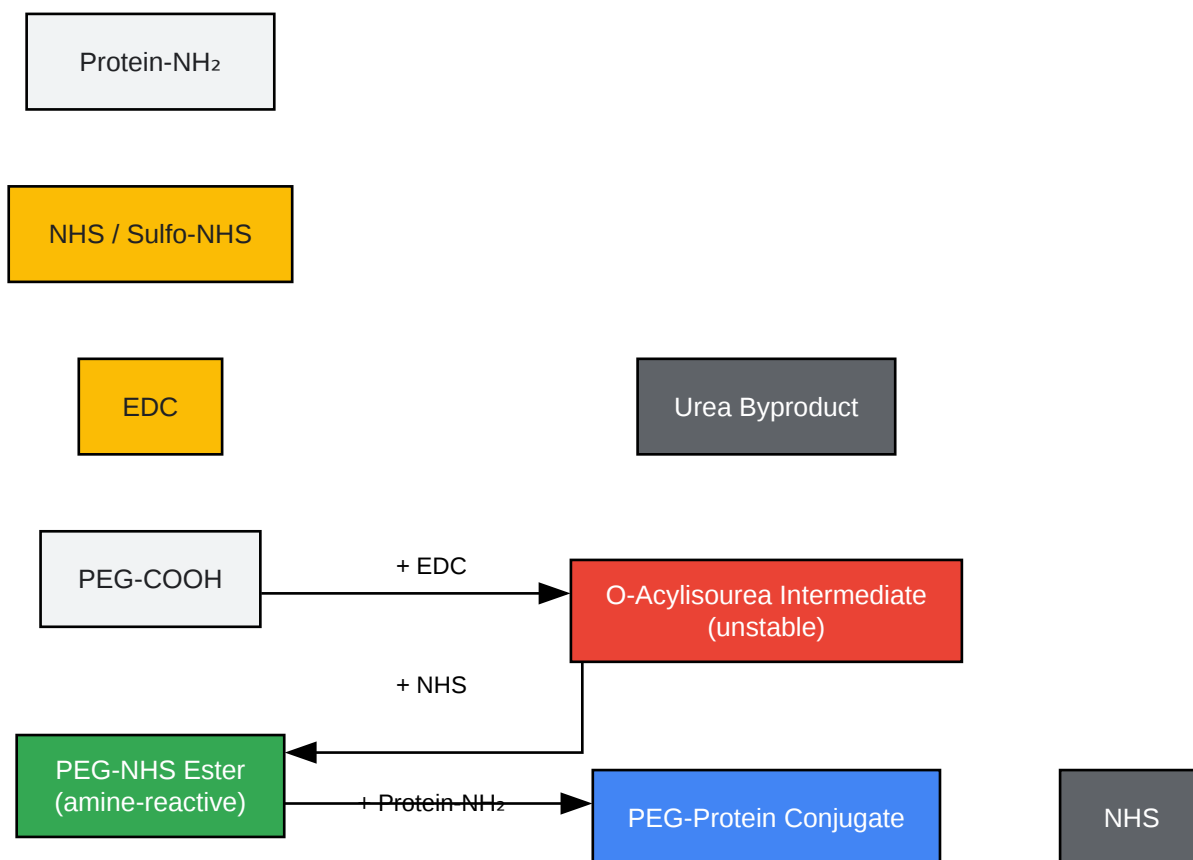 Protein-NH₂
NHS / Sulfo-NHS
EDC
Urea Byproduct
PEG-COOH
+ EDC
O-Acylisourea Intermediate
(unstable)
+ NHS
PEG-NHS Ester
(amine-reactive)
+ Protein-NH₂
PEG-Protein Conjugate
NHS